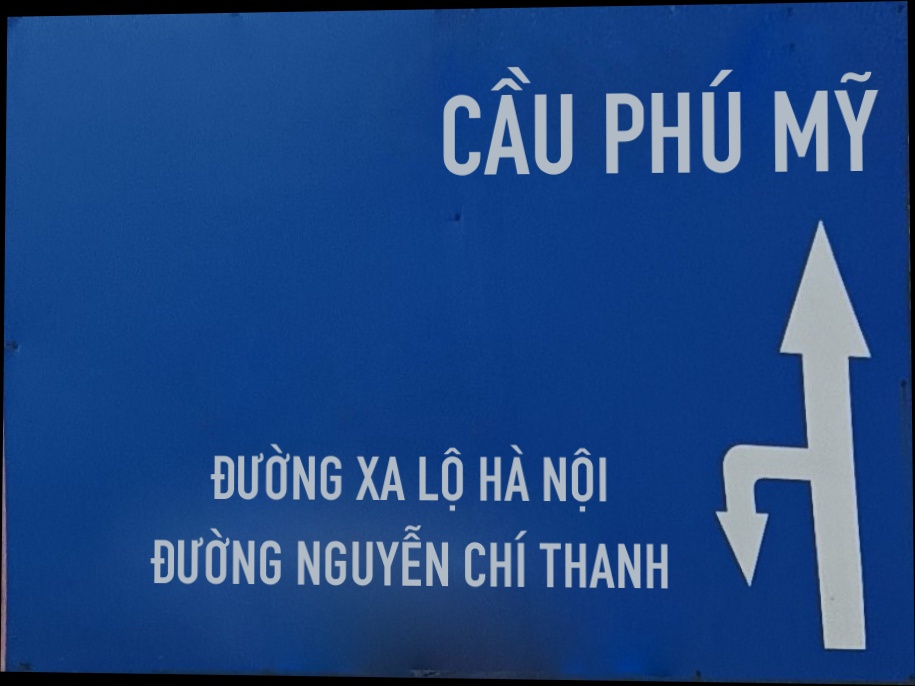 CẦU PHÚ MỸ
ĐƯỜNG XA LỘ HÀ NỘI
ĐƯỜNG NGUYỄN CHÍ THANH